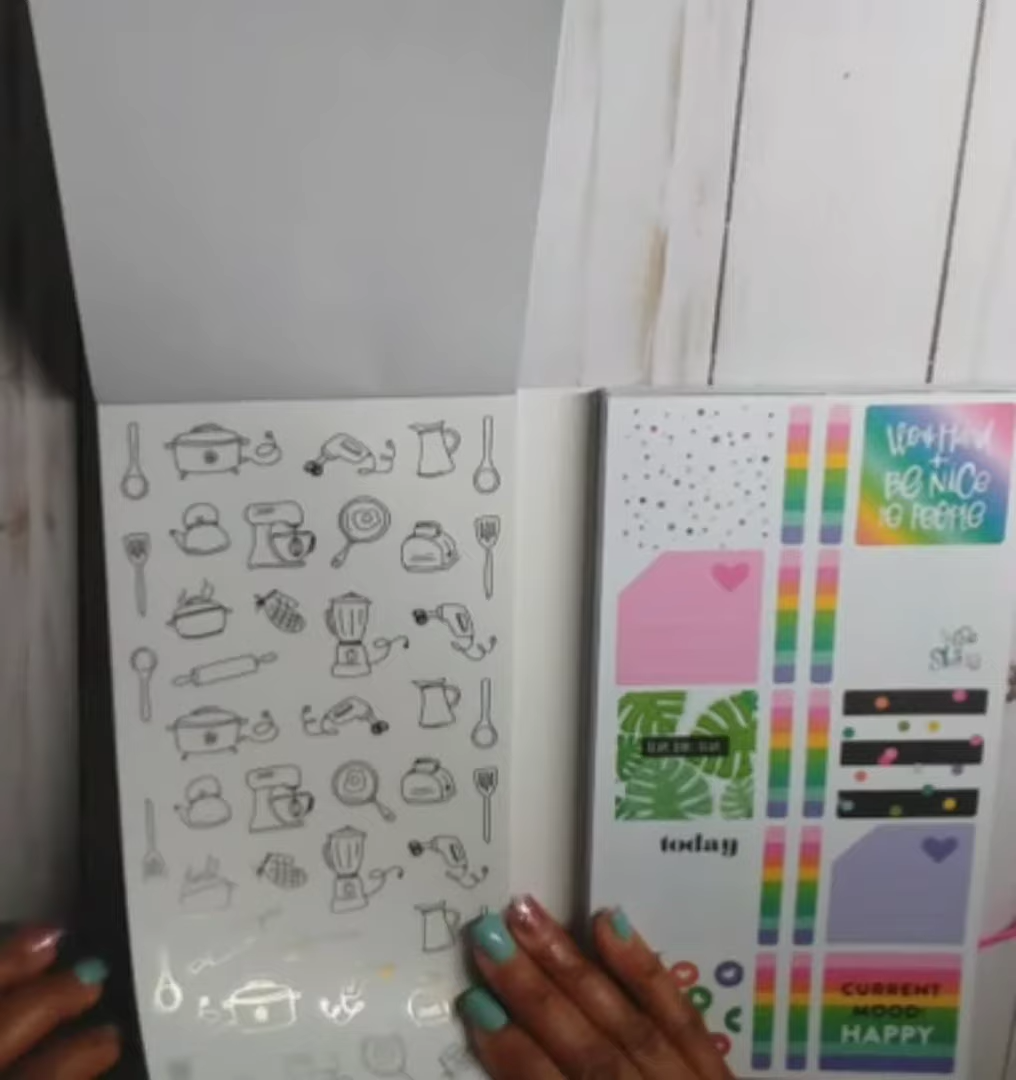 WORK HARD
+
BE NICE
TO PEOPLE
today
CURRENT
MOOD:
HAPPY